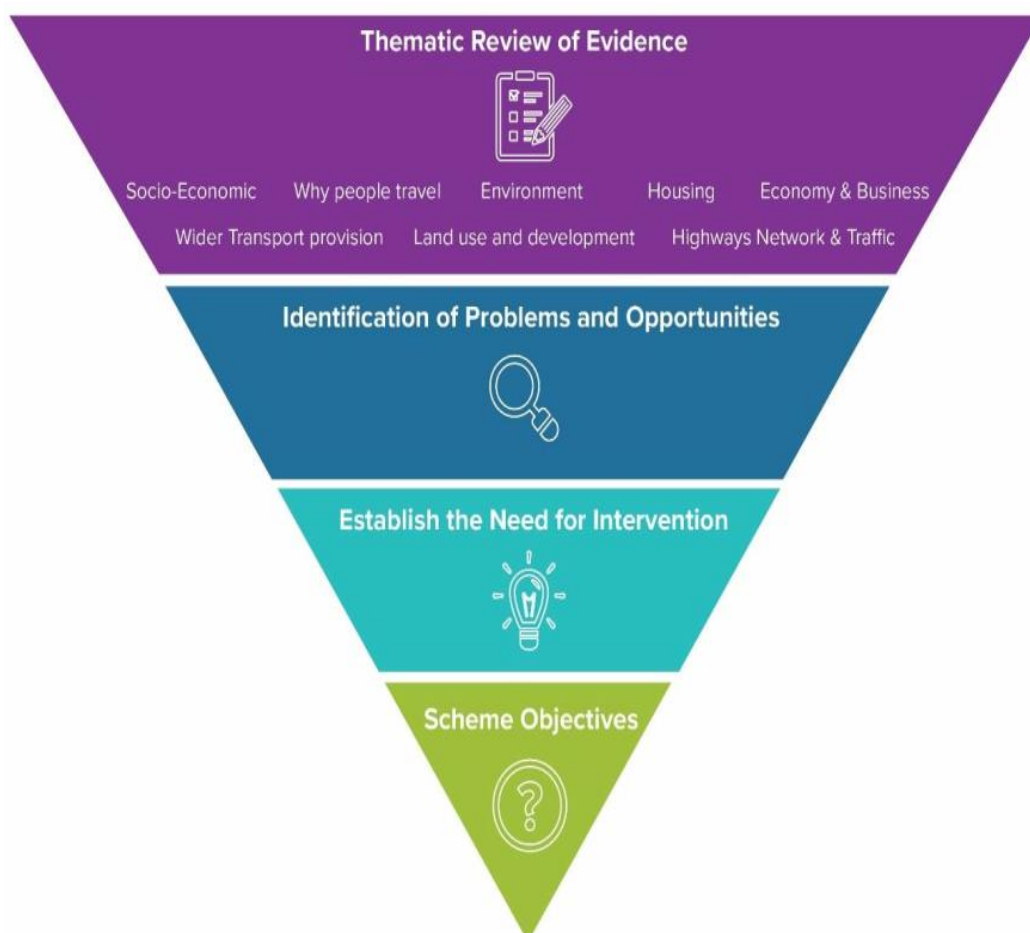 Thematic Review of Evidence
Socio-Economic Why people travel Environment Housing Economy & Business
Wider Transport provision Land use and development Highways Network & Traffic
Identification of Problems and Opportunities
Establish the Need for Intervention
Scheme Objectives
?